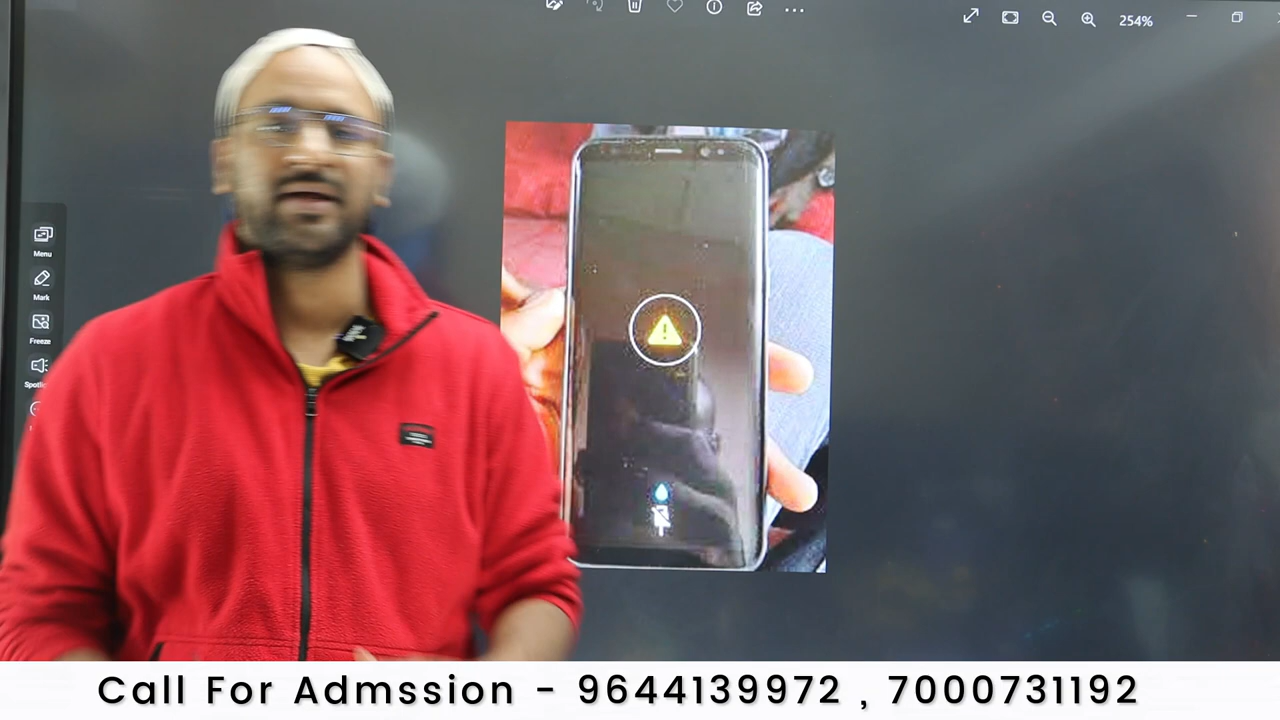 254%
Menu
Mark
Freeze
Call For Admssion - 9644139972 , 7000731192